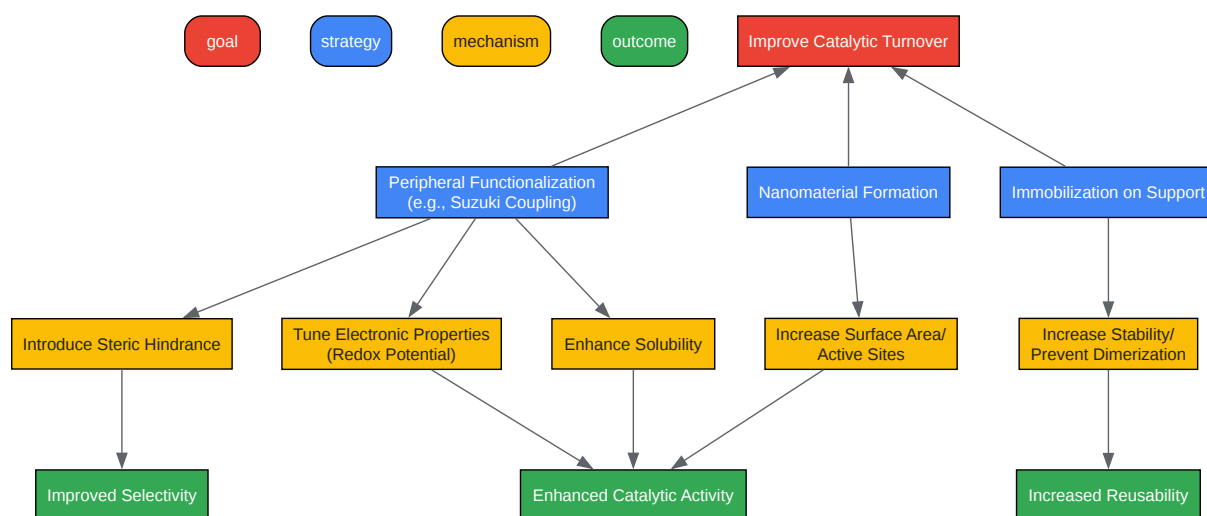 goal
strategy
mechanism
outcome
Improve Catalytic Turnover
Peripheral Functionalization
(e.g., Suzuki Coupling)
Nanomaterial Formation
Immobilization on Support
Introduce Steric Hindrance
Tune Electronic Properties
(Redox Potential)
Enhance Solubility
Increase Surface Area/
Active Sites
Increase Stability/
Prevent Dimerization
Improved Selectivity
Enhanced Catalytic Activity
Increased Reusability